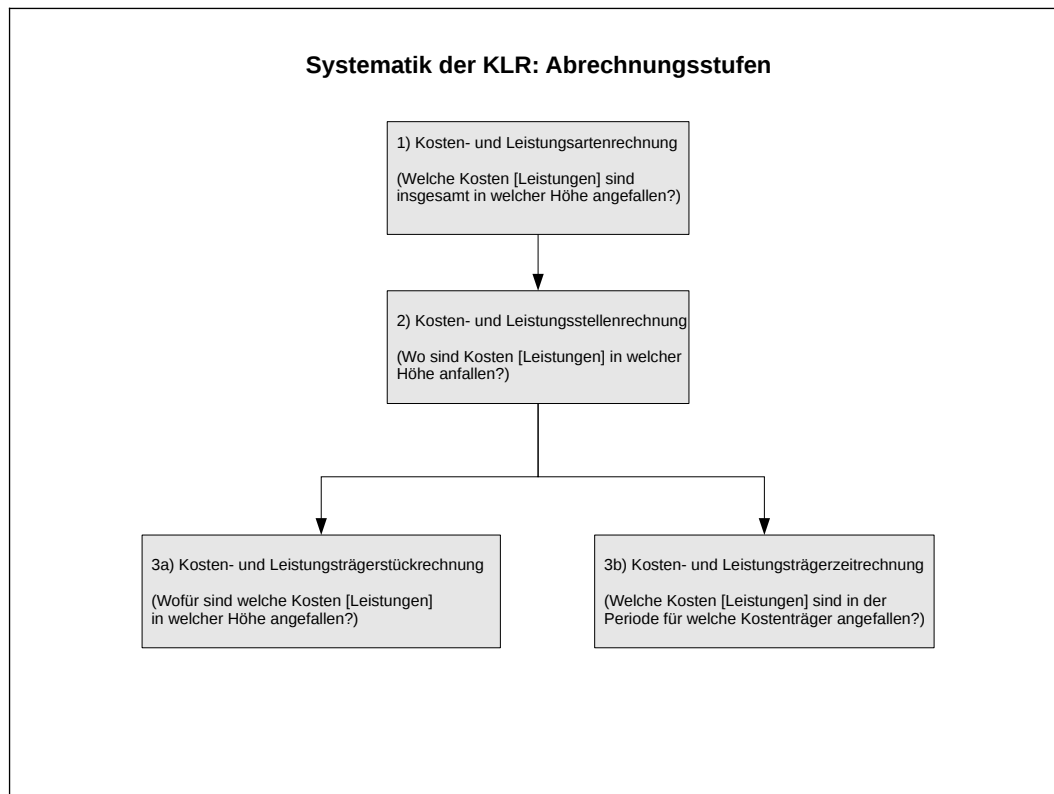 Systematik der KLR: Abrechnungsstufen
1) Kosten- und Leistungsartenrechnung
(Welche Kosten [Leistungen] sind
insgesamt in welcher Höhe angefallen?)
2) Kosten- und Leistungsstellenrechnung
(Wo sind Kosten [Leistungen] in welcher
Höhe anfallen?)
3a) Kosten- und Leistungsträgerstückrechnung
(Wofür sind welche Kosten [Leistungen]
in welcher Höhe angefallen?)
3b) Kosten- und Leistungsträgerzeitrechnung
(Welche Kosten [Leistungen] sind in der
Periode für welche Kostenträger angefallen?)